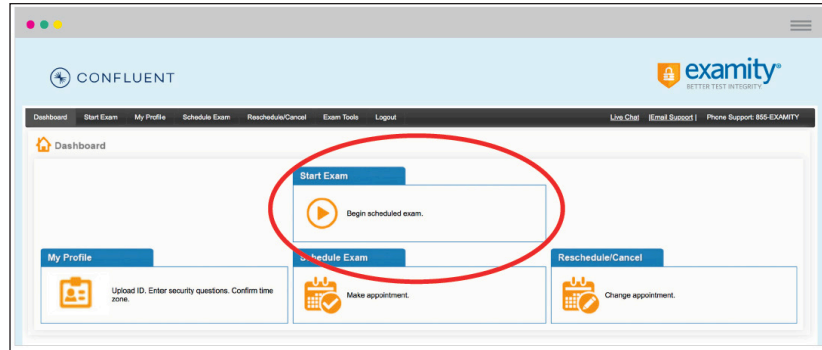 CONFLUENT
examity®
BETTER TEST INTEGRITY
Dashboard Start Exam My Profile Schedule Exam Reschedule/Cancel Exam Tools Logout Live Chat |Email Support| Phone Support: 855-EXAMITY
Dashboard
Start Exam
Begin scheduled exam.
My Profile Schedule Exam Reschedule/Cancel
Upload ID. Enter security questions. Confirm time
zone.
Make appointment.
Change appointment.